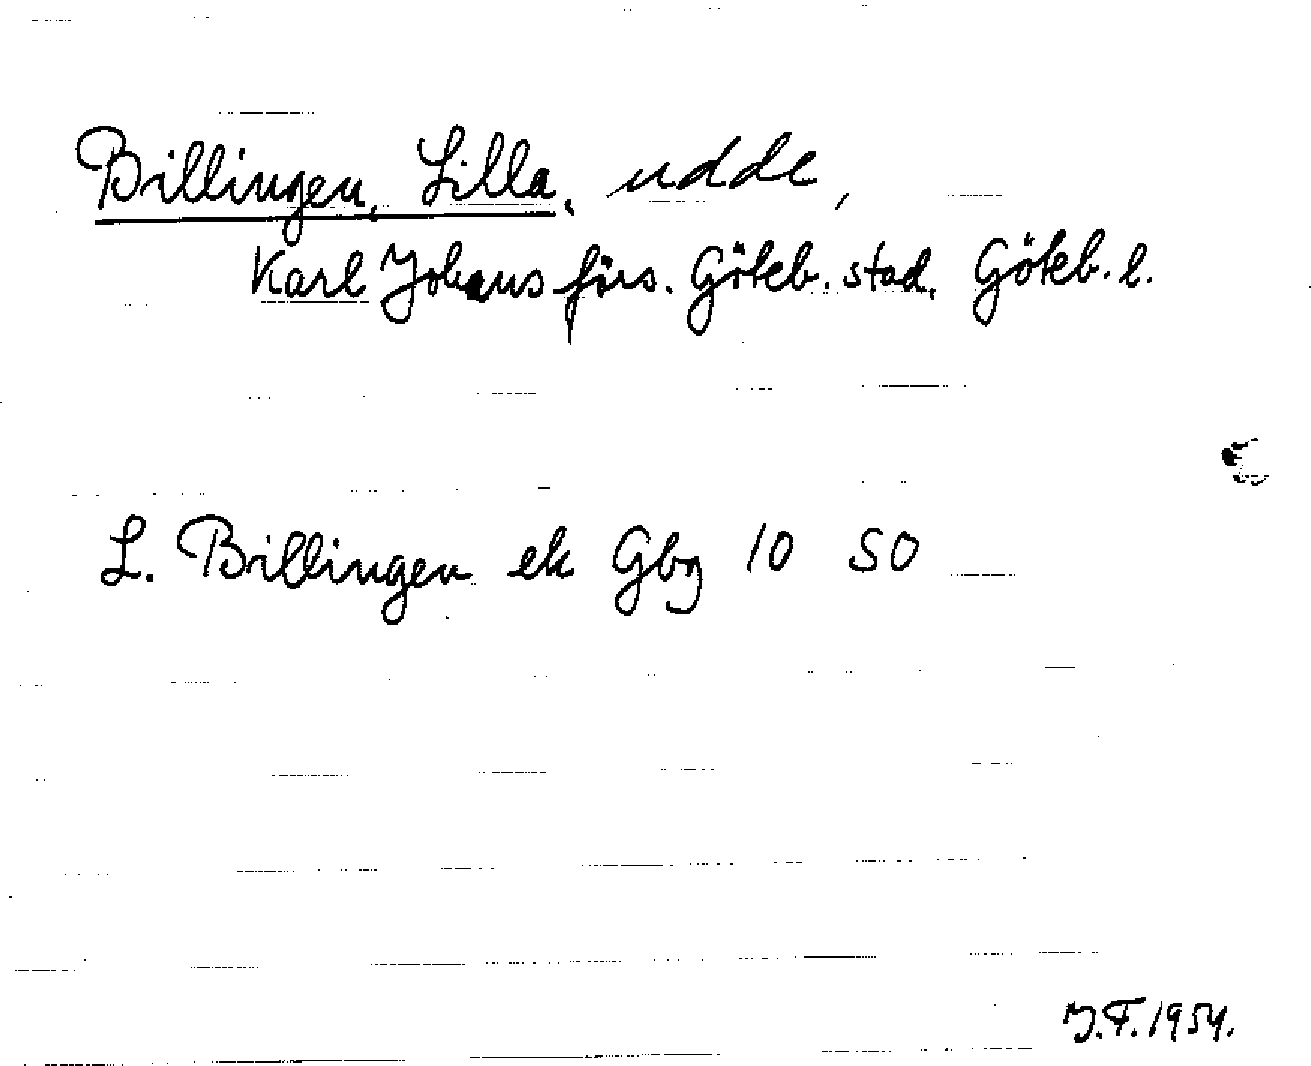 Billingen, Lilla, udde,
Karl Johans förs. Göteb. stad, Göteb. l.
L. Billingen ek Gbg 10 SO
J.F. 1954.